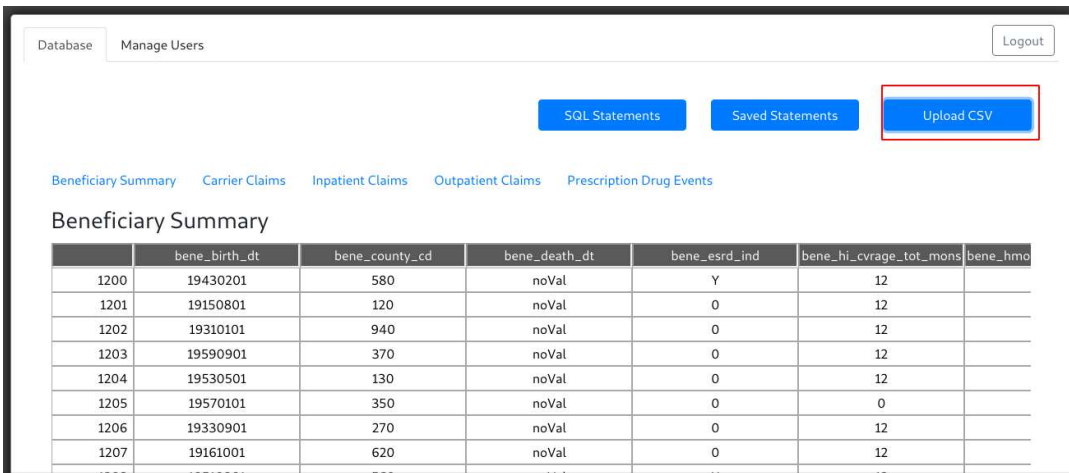 Database Manage Users Logout
SQL Statements Saved Statements Upload CSV
Beneficiary Summary Carrier Claims Inpatient Claims Outpatient Claims Prescription Drug Events
Beneficiary Summary
bene_birth_dt bene_county_cd bene_death_dt bene_esrd_ind bene_hi_cvrage_tot_mons bene_hmo
1200 19430201 580 noVal Y 12
1201 19150801 120 noVal 0 12
1202 19310101 940 noVal 0 12
1203 19590901 370 noVal 0 12
1204 19530501 130 noVal 0 12
1205 19570101 350 noVal 0 0
1206 19330901 270 noVal 0 12
1207 19161001 620 noVal 0 12